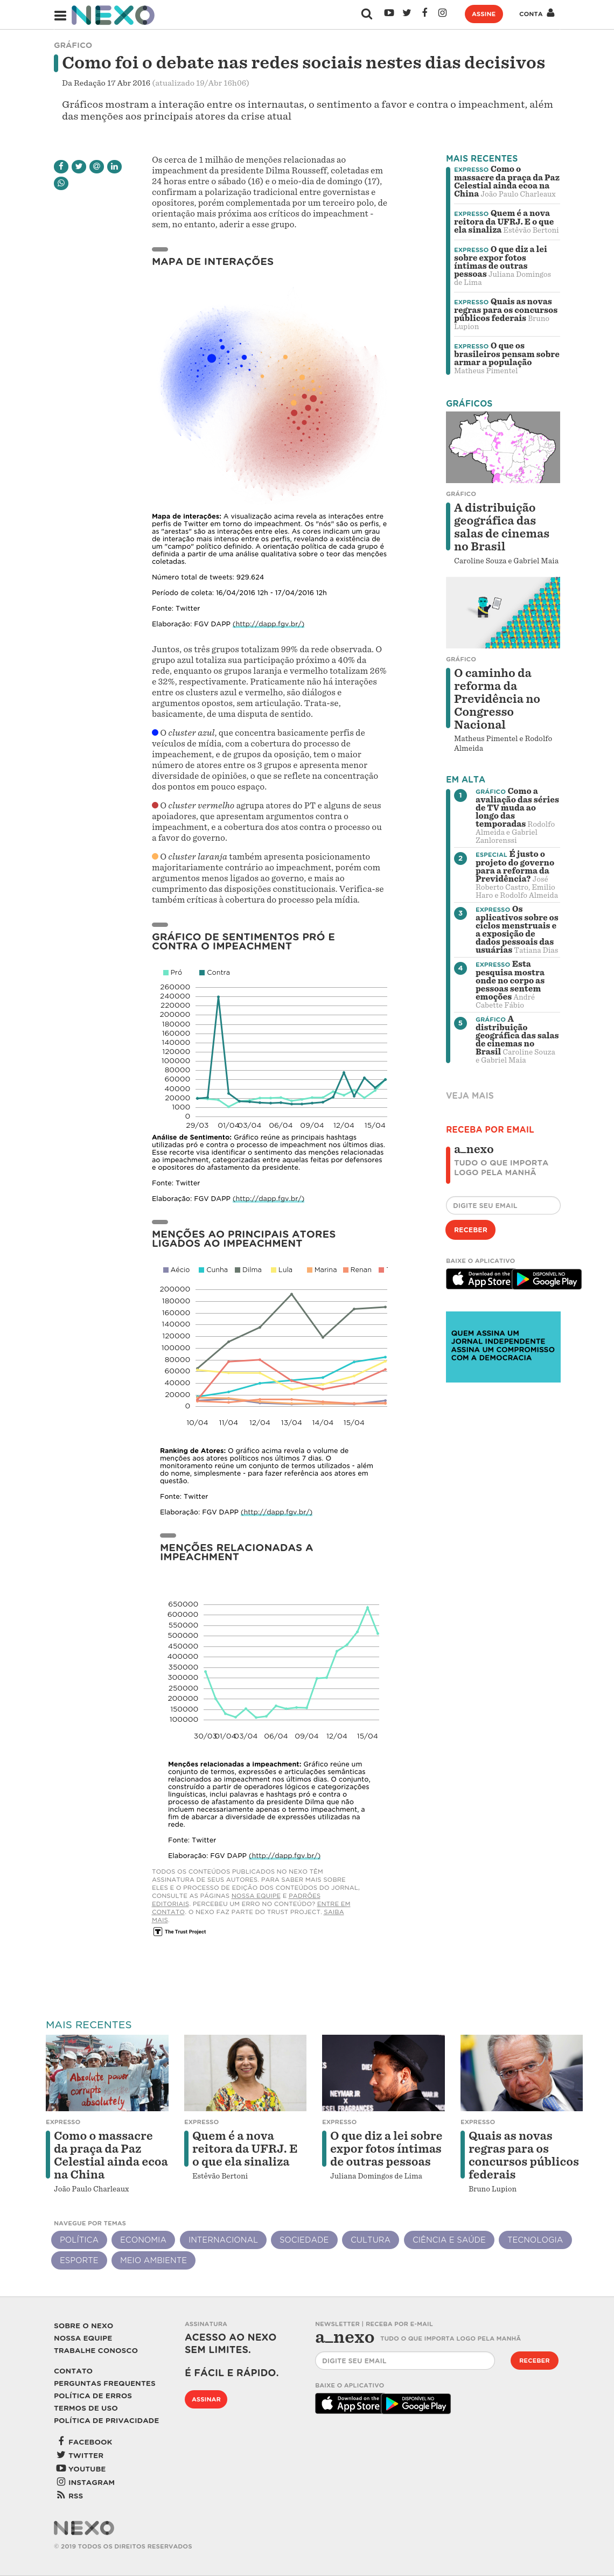 NEXO
ASSINE
CONTA
GRÁFICO
Como foi o debate nas redes sociais nestes dias decisivos
Da Redação 17 Abr 2016 (atualizado 19/Abr 16h06)
Gráficos mostram a interação entre os internautas, o sentimento a favor e contra o impeachment, além
das menções aos principais atores da crise atual
Os cerca de 1 milhão de menções relacionadas ao
impeachment da presidente Dilma Rousseff, coletadas em
24 horas entre o sábado (16) e o meio-dia de domingo (17),
confirmam a polarização tradicional entre governistas e
opositores, porém complementada por um terceiro polo, de
orientação mais próxima aos críticos do impeachment -
sem, no entanto, aderir a esse grupo.
MAPA DE INTERAÇÕES
Mapa de interações: A visualização acima revela as interações entre
perfis de Twitter em torno do impeachment. Os "nós" são os perfis, e
as "arestas" são as interações entre eles. As cores indicam um grau
de interação mais intenso entre os perfis, revelando a existência de
um "campo" político definido. A orientação política de cada grupo é
definida a partir de uma análise qualitativa sobre o teor das menções
coletadas.
Número total de tweets: 929.624
Período de coleta: 16/04/2016 12h - 17/04/2016 12h
Fonte: Twitter
Elaboração: FGV DAPP (http://dapp.fgv.br/)
Juntos, os três grupos totalizam 99% da rede observada. O
grupo azul totaliza sua participação próximo a 40% da
rede, enquanto os grupos laranja e vermelho totalizam 26%
e 32%, respectivamente. Praticamente não há interações
entre os clusters azul e vermelho, são diálogos e
argumentos opostos, sem articulação. Trata-se,
basicamente, de uma disputa de sentido.
O cluster azul, que concentra basicamente perfis de
veículos de mídia, com a cobertura do processo de
impeachment, e de grupos da oposição, tem o maior
número de atores entre os 3 grupos e apresenta menor
diversidade de opiniões, o que se reflete na concentração
dos pontos em pouco espaço.
O cluster vermelho agrupa atores do PT e alguns de seus
apoiadores, que apresentam argumentos contra o
impeachment, e a cobertura dos atos contra o processo ou
a favor do governo.
O cluster laranja também apresenta posicionamento
majoritariamente contrário ao impeachment, porém com
argumentos menos ligados ao governo, e mais ao
cumprimento das disposições constitucionais. Verifica-se
também críticas à cobertura do processo pela mídia.
GRÁFICO DE SENTIMENTOS PRÓ E
CONTRA O IMPEACHMENT
Pró Contra
260000
240000
220000
200000
180000
160000
140000
120000
100000
80000
60000
40000
20000
1000
0
29/03 01/04 03/04 06/04 09/04 12/04 15/04
Análise de Sentimento: Gráfico reúne as principais hashtags
utilizadas pró e contra o processo de impeachment nos últimos dias.
Esse recorte visa identificar o sentimento das menções relacionadas
ao impeachment, categorizadas entre aquelas feitas por defensores
e opositores do afastamento da presidente.
Fonte: Twitter
Elaboração: FGV DAPP (http://dapp.fgv.br/)
MENÇÕES AO PRINCIPAIS ATORES
LIGADOS AO IMPEACHMENT
Aécio Cunha Dilma Lula Marina Renan
200000
180000
160000
140000
120000
100000
80000
60000
40000
20000
0
10/04 11/04 12/04 13/04 14/04 15/04
Ranking de Atores: O gráfico acima revela o volume de
menções aos atores políticos nos últimos 7 dias. O
monitoramento reúne um conjunto de termos utilizados - além
do nome, simplesmente - para fazer referência aos atores em
questão.
Fonte: Twitter
Elaboração: FGV DAPP (http://dapp.fgv.br/)
MENÇÕES RELACIONADAS A
IMPEACHMENT
650000
600000
550000
500000
450000
400000
350000
300000
250000
200000
150000
100000
30/03 01/04 03/04 06/04 09/04 12/04 15/04
Menções relacionadas a impeachment: Gráfico reúne um
conjunto de termos, expressões e articulações semânticas
relacionados ao impeachment nos últimos dias. O conjunto,
construído a partir de operadores lógicos e categorizações
linguísticas, inclui palavras e hashtags pró e contra o
processo de afastamento da presidente Dilma que não
incluem necessariamente apenas o termo impeachment, a
fim de abarcar a diversidade de expressões utilizadas na
rede.
Fonte: Twitter
Elaboração: FGV DAPP (http://dapp.fgv.br/)
TODOS OS CONTEÚDOS PUBLICADOS NO NEXO TÊM
ASSINATURA DE SEUS AUTORES. PARA SABER MAIS SOBRE
ELES E O PROCESSO DE EDIÇÃO DOS CONTEÚDOS DO JORNAL,
CONSULTE AS PÁGINAS NOSSA EQUIPE E PADRÕES
EDITORIAIS. PERCEBEU UM ERRO NO CONTEÚDO? ENTRE EM
CONTATO. O NEXO FAZ PARTE DO TRUST PROJECT. SAIBA
MAIS.
The Trust Project
MAIS RECENTES
EXPRESSO Como o
massacre da praça da Paz
Celestial ainda ecoa na
China João Paulo Charleaux
EXPRESSO Quem é a nova
reitora da UFRJ. E o que
ela sinaliza Estêvão Bertoni
EXPRESSO O que diz a lei
sobre expor fotos
íntimas de outras
pessoas Juliana Domingos
de Lima
EXPRESSO Quais as novas
regras para os concursos
públicos federais Bruno
Lupion
EXPRESSO O que os
brasileiros pensam sobre
armar a população
Matheus Pimentel
GRÁFICOS
GRÁFICO
A distribuição
geográfica das
salas de cinemas
no Brasil
Caroline Souza e Gabriel Maia
GRÁFICO
O caminho da
reforma da
Previdência no
Congresso
Nacional
Matheus Pimentel e Rodolfo
Almeida
EM ALTA
1 GRÁFICO Como a
avaliação das séries
de TV muda ao
longo das
temporadas Rodolfo
Almeida e Gabriel
Zanlorenssi
2 ESPECIAL É justo o
projeto do governo
para a reforma da
Previdência? José
Roberto Castro, Emilio
Haro e Rodolfo Almeida
3 EXPRESSO Os
aplicativos sobre os
ciclos menstruais e
a exposição de
dados pessoais das
usuárias Tatiana Dias
4 EXPRESSO Esta
pesquisa mostra
onde no corpo as
pessoas sentem
emoções André
Cabette Fábio
5 GRÁFICO A
distribuição
geográfica das salas
de cinemas no
Brasil Caroline Souza
e Gabriel Maia
VEJA MAIS
RECEBA POR EMAIL
a_nexo
TUDO O QUE IMPORTA
LOGO PELA MANHÃ
DIGITE SEU EMAIL
RECEBER
BAIXE O APLICATIVO
Download on the App Store
DISPONÍVEL NO Google Play
QUEM ASSINA UM
JORNAL INDEPENDENTE
ASSINA UM COMPROMISSO
COM A DEMOCRACIA
MAIS RECENTES
Absolute power
corrupts
absolutely
EXPRESSO
Como o massacre
da praça da Paz
Celestial ainda ecoa
na China
João Paulo Charleaux
EXPRESSO
Quem é a nova
reitora da UFRJ. E
o que ela sinaliza
Estêvão Bertoni
NEYMAR JR
FRAGRANCES
EXPRESSO
O que diz a lei sobre
expor fotos íntimas
de outras pessoas
Juliana Domingos de Lima
EXPRESSO
Quais as novas
regras para os
concursos públicos
federais
Bruno Lupion
NAVEGUE POR TEMAS
POLÍTICA ECONOMIA INTERNACIONAL SOCIEDADE CULTURA CIÊNCIA E SAÚDE TECNOLOGIA
ESPORTE MEIO AMBIENTE
SOBRE O NEXO
NOSSA EQUIPE
TRABALHE CONOSCO
CONTATO
PERGUNTAS FREQUENTES
POLÍTICA DE ERROS
TERMOS DE USO
POLÍTICA DE PRIVACIDADE
FACEBOOK
TWITTER
YOUTUBE
INSTAGRAM
RSS
ASSINATURA
ACESSO AO NEXO
SEM LIMITES.
É FÁCIL E RÁPIDO.
ASSINAR
NEWSLETTER | RECEBA POR E-MAIL
a_nexo TUDO O QUE IMPORTA LOGO PELA MANHÃ
DIGITE SEU EMAIL
RECEBER
BAIXE O APLICATIVO
Download on the App Store
DISPONÍVEL NO Google Play
NEXO
© 2019 TODOS OS DIREITOS RESERVADOS